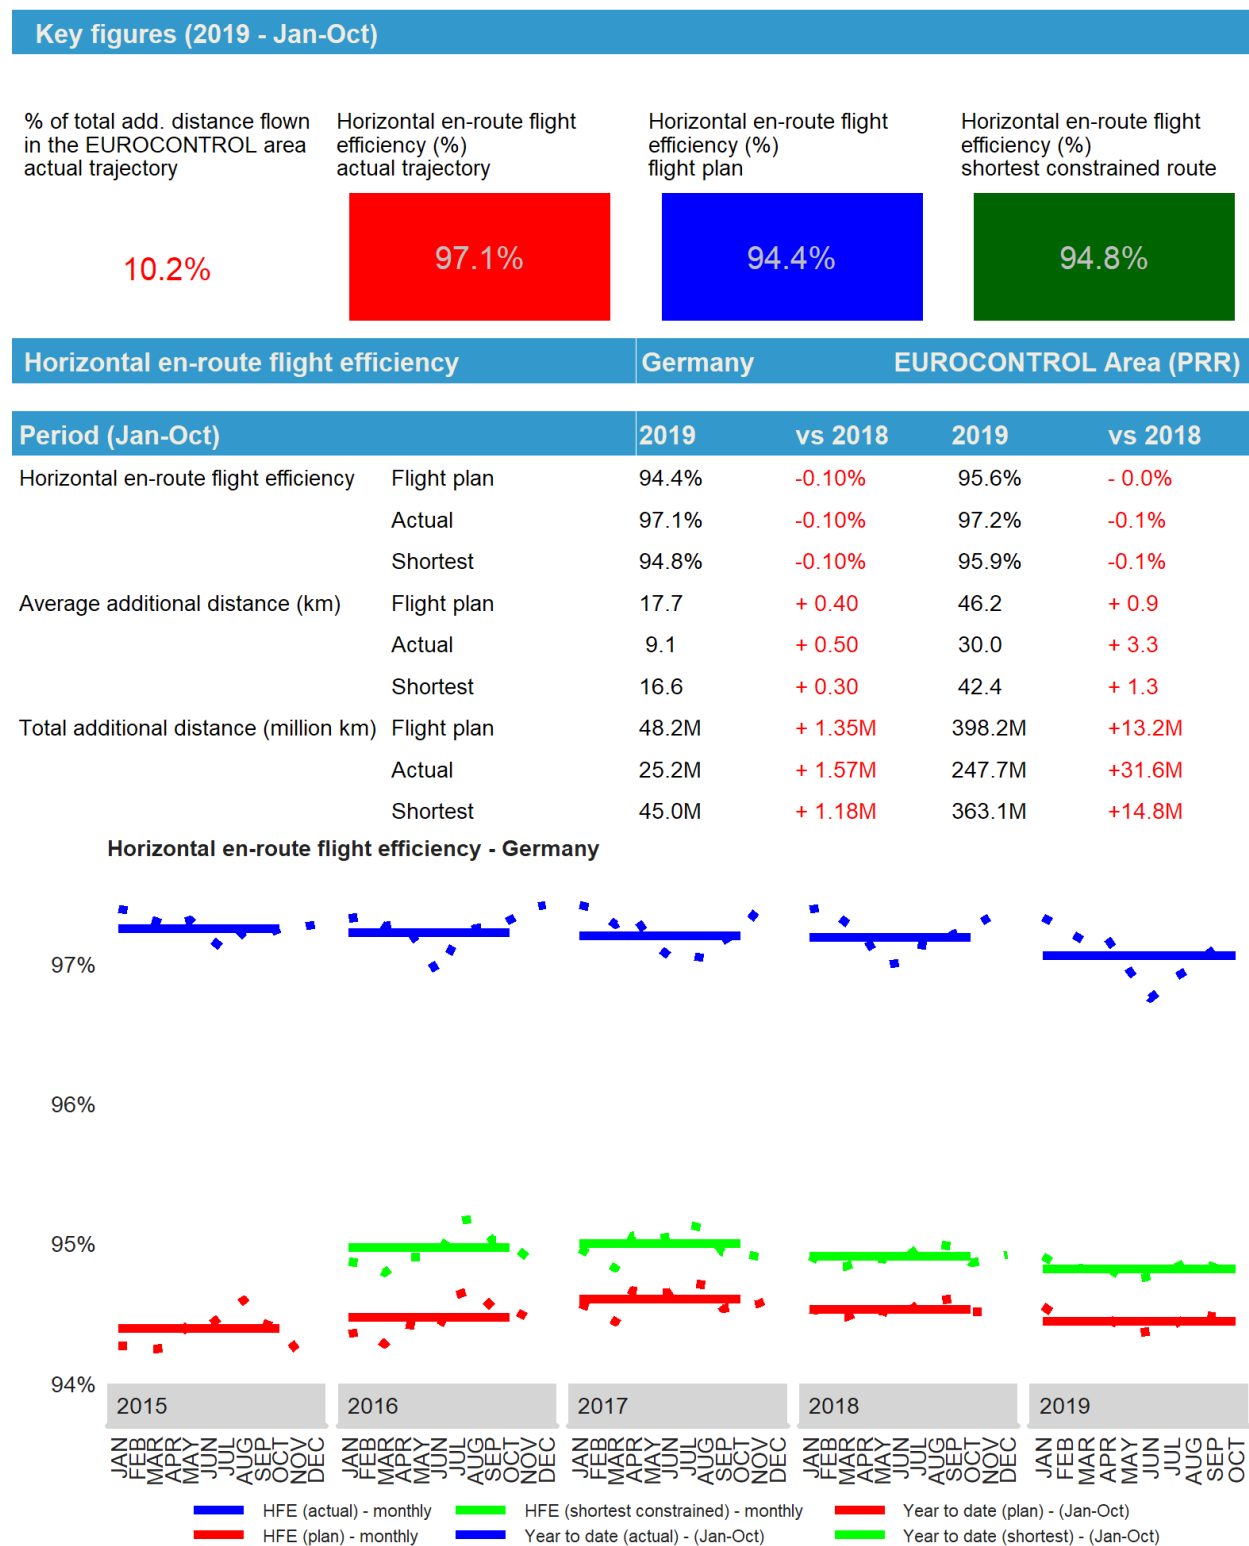 Key figures (2019 - Jan-Oct)
% of total add. distance flown
in the EUROCONTROL area
actual trajectory
10.2%
Horizontal en-route flight
efficiency (%)
actual trajectory
97.1%
Horizontal en-route flight
efficiency (%)
flight plan
94.4%
Horizontal en-route flight
efficiency (%)
shortest constrained route
94.8%
Horizontal en-route flight efficiency Germany EUROCONTROL Area (PRR)
Period (Jan-Oct) 2019 vs 2018 2019 vs 2018
Horizontal en-route flight efficiency Flight plan 94.4% -0.10% 95.6% - 0.0%
Actual 97.1% -0.10% 97.2% -0.1%
Shortest 94.8% -0.10% 95.9% -0.1%
Average additional distance (km) Flight plan 17.7 + 0.40 46.2 + 0.9
Actual 9.1 + 0.50 30.0 + 3.3
Shortest 16.6 + 0.30 42.4 + 1.3
Total additional distance (million km) Flight plan 48.2M + 1.35M 398.2M +13.2M
Actual 25.2M + 1.57M 247.7M +31.6M
Shortest 45.0M + 1.18M 363.1M +14.8M
Horizontal en-route flight efficiency - Germany
97%
96%
95%
94%
2015 2016 2017 2018 2019
JAN FEB MAR APR MAY JUN JUL AUG SEP OCT NOV DEC JAN FEB MAR APR MAY JUN JUL AUG SEP OCT NOV DEC JAN FEB MAR APR MAY JUN JUL AUG SEP OCT NOV DEC JAN FEB MAR APR MAY JUN JUL AUG SEP OCT NOV DEC JAN FEB MAR APR MAY JUN JUL AUG SEP OCT
HFE (actual) - monthly HFE (shortest constrained) - monthly Year to date (plan) - (Jan-Oct)
HFE (plan) - monthly Year to date (actual) - (Jan-Oct) Year to date (shortest) - (Jan-Oct)